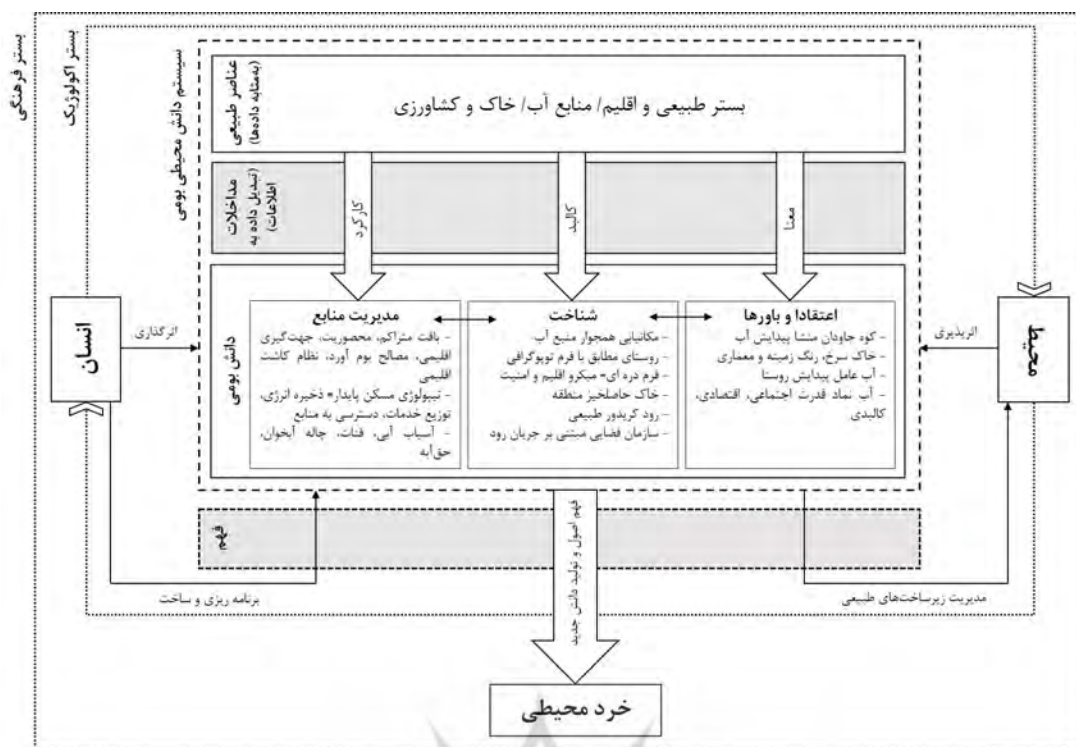 بستر فرهنگی
بستر اکولوژیک
سیستم دانش محیطی بومی
عناصر طبیعی
(به‌مثابه داده‌ها)
بستر طبیعی و اقلیم/ منابع آب/ خاک و کشاورزی
مداخلات
(تبدیل داده به
اطلاعات)
معنا
کالبد
کارکرد
دانش بومی
اعتقادا و باورها
- کوه جاودان منشا پیدایش آب
- خاک سرخ، رنگ زمینه و معماری
- آب عامل پیدایش روستا
- آب نماد قدرت اجتماعی، اقتصادی،
کالبدی
شناخت
- مکانیابی همجوار منبع آب
- روستای مطابق با فرم توپوگرافی
- فرم دره ای= میکرو اقلیم و امنیت
- خاک حاصلخیز منطقه
- رود کریدور طبیعی
- سازمان فضایی مبتنی بر جریان رود
مدیریت منابع
- بافت متراکم، محصوریت، جهت‌گیری
اقلیمی، مصالح بوم آورد، نظام کاشت
اقلیمی
- تیپولوژی مسکن پایدار= ذخیره انرژی،
توزیع خدمات، دسترسی به منابع
- آسیاب آبی، قنات، چاله آبخوان،
حق‌آبه
محیط
اثرپذیری
انسان
اثرگذاری
فهم
فهم اصول و تولید دانش جدید
مدیریت زیرساخت‌های طبیعی
برنامه ریزی و ساخت
خرد محیطی